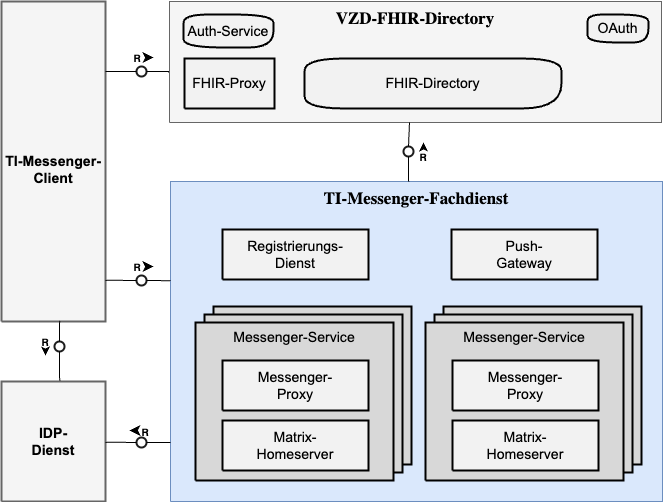 VZD-FHIR-Directory
Auth-Service
OAuth
R
FHIR-Proxy
FHIR-Directory
TI-Messenger-
Client
R
TI-Messenger-Fachdienst
Registrierungs-
Dienst
Push-
Gateway
R
R
Messenger-Service
Messenger-
Proxy
Matrix-
Homeserver
Messenger-Service
Messenger-
Proxy
Matrix-
Homeserver
IDP-
Dienst
R